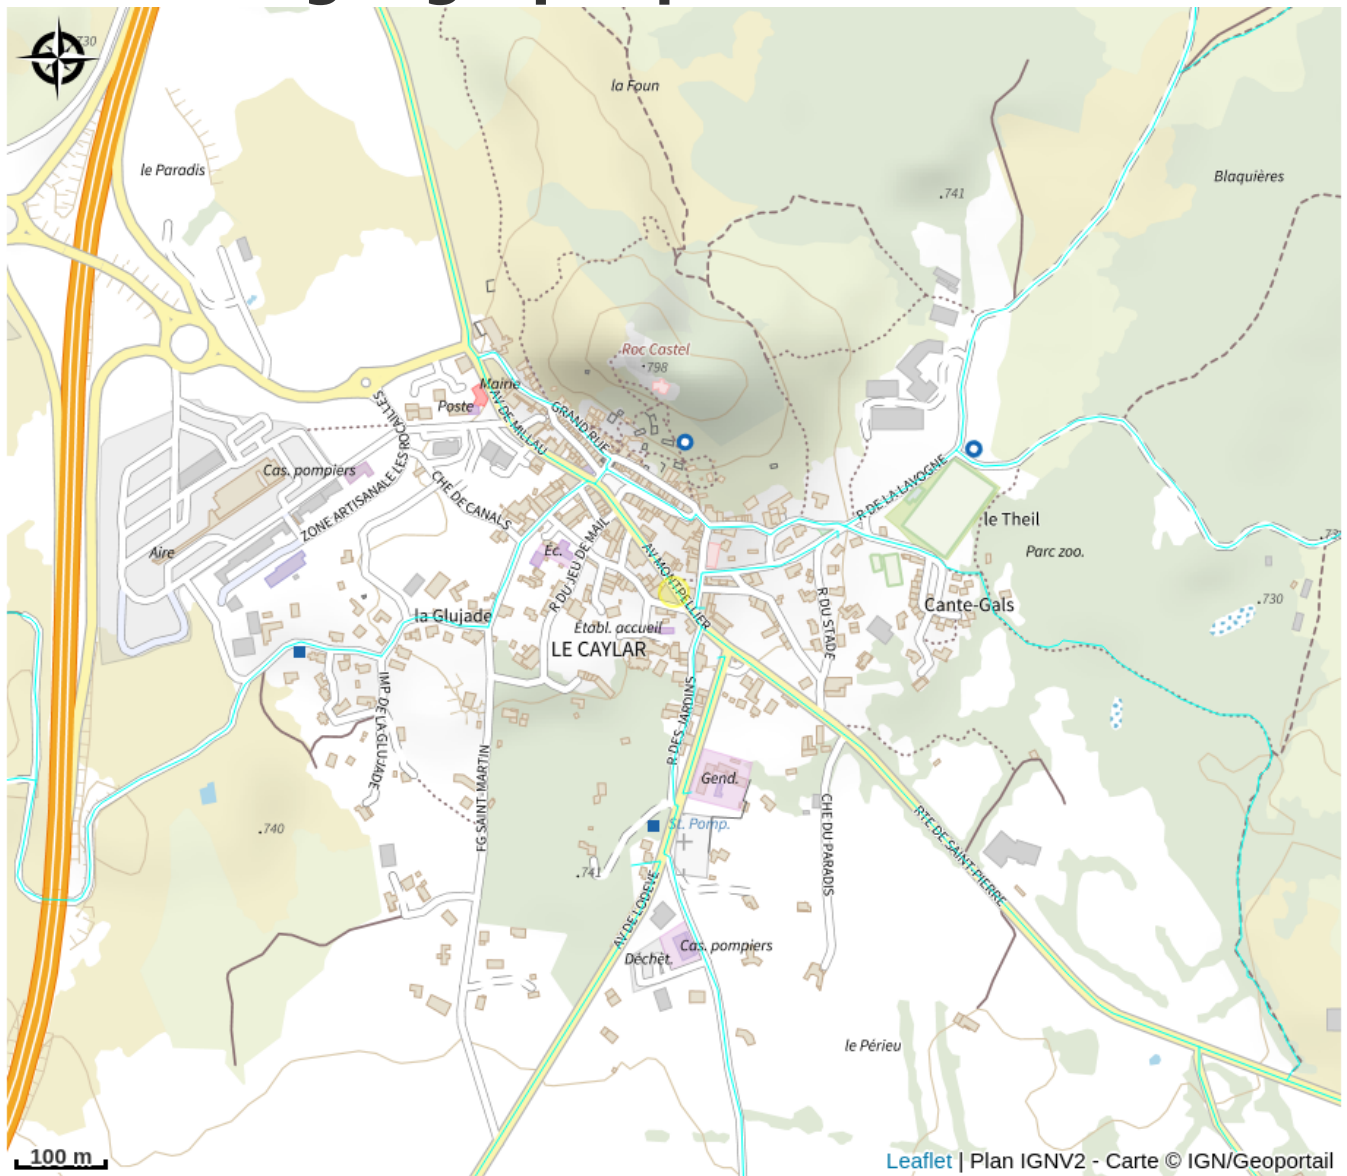 730
la Foun
le Paradis
Blaquières
741
Roc Castel
798
Mairie
Poste
AV DE MILLAU
GRAND RUE
LES ROCAILLES
Cas. pompiers
ZONE ARTISANALE
CHE DE CANALS
R DE LA LAVOGNE
le Theil
Parc zoo.
Aire
Éc.
R DU JEU DE MAIL
AV MONTPELLIER
R DU STADE
Cante-Gals
730
la Glujade
Établ. accueil
LE CAYLAR
IMP DE LA GLUJADE
R DES JARDINS
FG SAINT-MARTIN
Gend.
CHE DU PARADIS
RTE DE SAINT-PIERRE
St. Pomp.
740
741
AV DE LODEVE
Cas. pompiers
Déchèt.
le Périeu
100 m
Leaflet | Plan IGNV2 - Carte © IGN/Geoportail